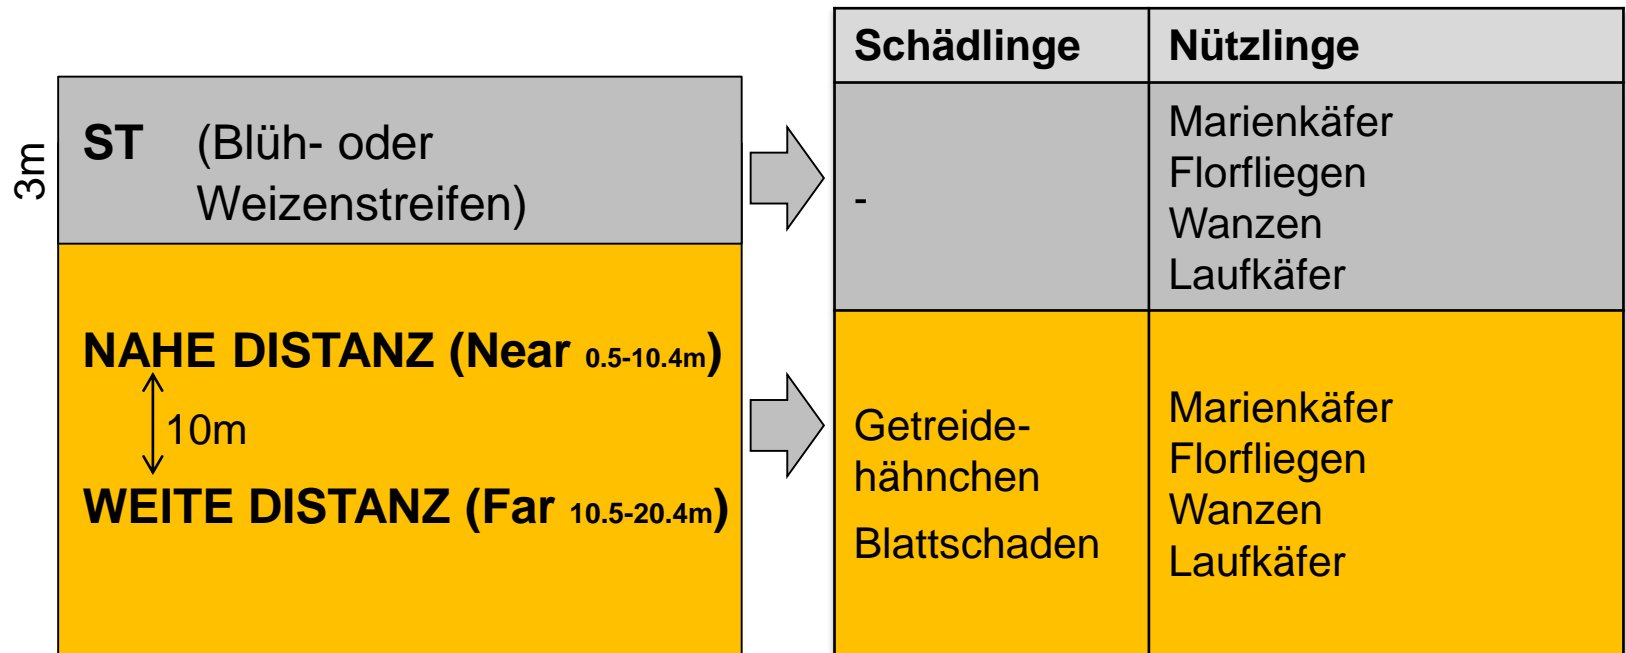 3m
ST (Blüh- oder
Weizenstreifen)
NAHE DISTANZ (Near 0.5-10.4m)
10m
WEITE DISTANZ (Far 10.5-20.4m)
Schädlinge Nützlinge
-
Marienkäfer
Florfliegen
Wanzen
Laufkäfer
Getreide-
hähnchen
Blattschaden
Marienkäfer
Florfliegen
Wanzen
Laufkäfer